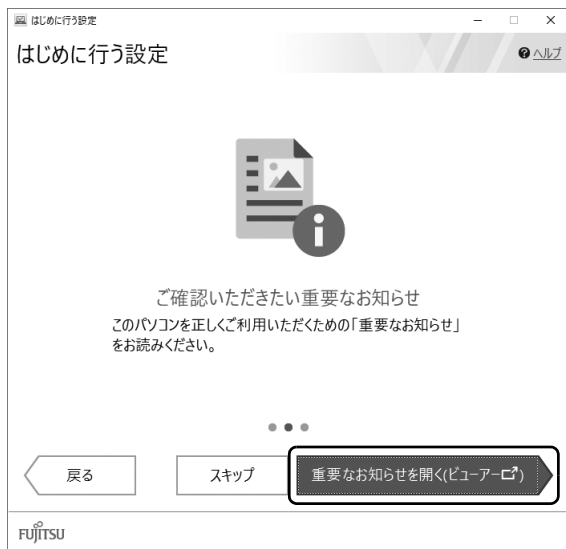 はじめに行う設定
はじめに行う設定
ヘルプ
ご確認いただきたい重要なお知らせ
このパソコンを正しくご利用いただくための「重要なお知らせ」
をお読みください。
戻る
スキップ
重要なお知らせを開く(ビューアー)
FUJITSU